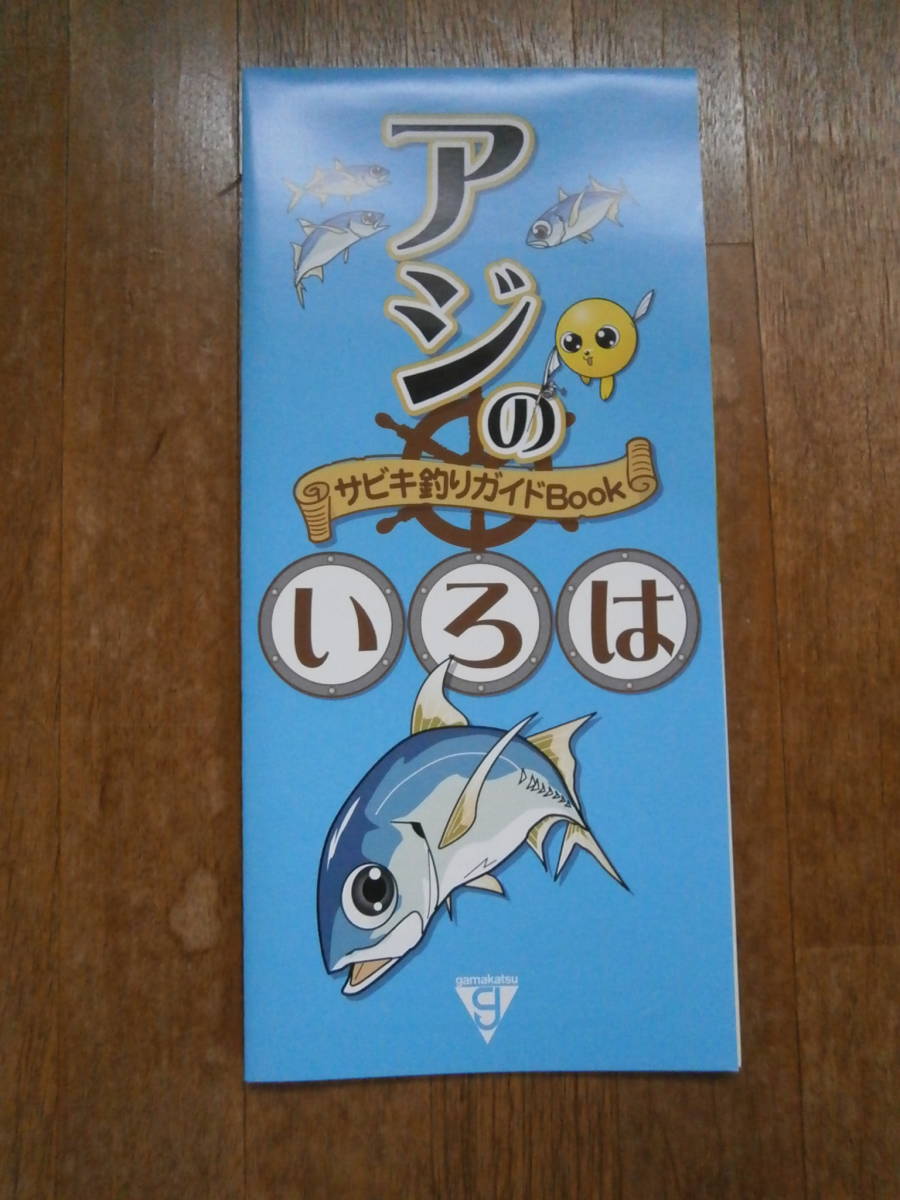 アジの
サビキ釣りガイドBook
いろは
gamakatsu
g